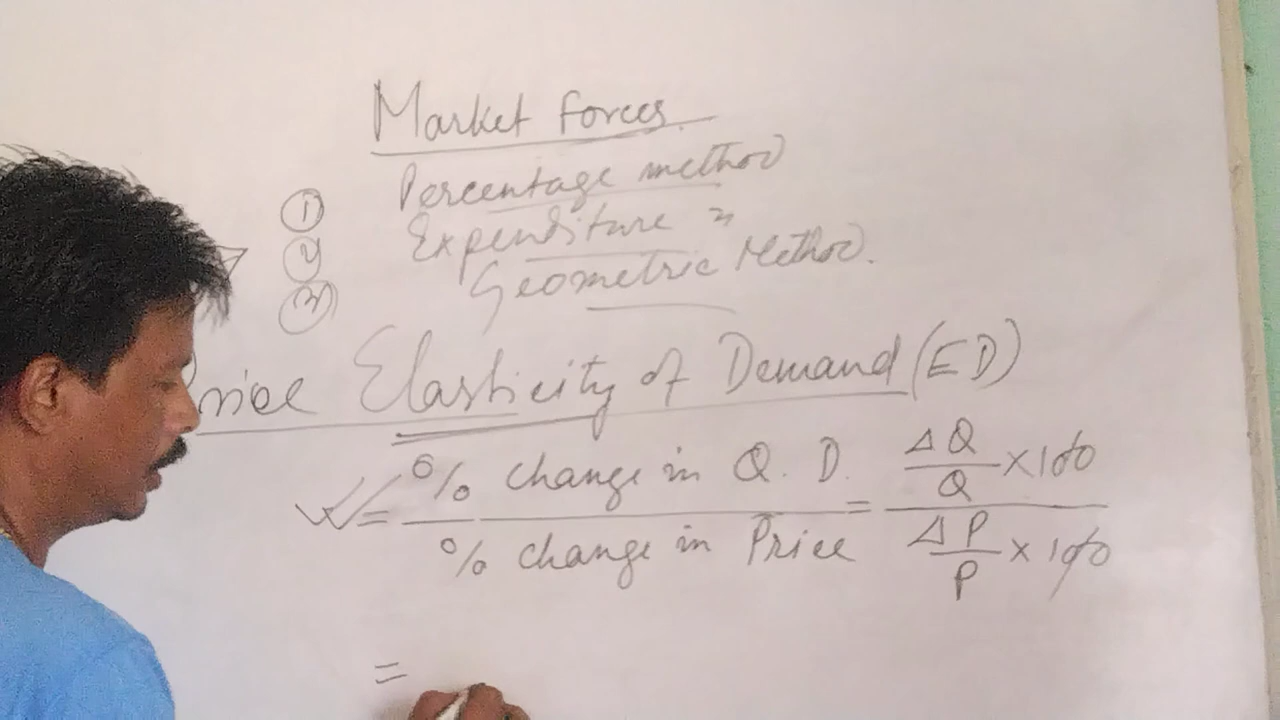 Market forces
① Percentage method
② Expenditure "
③ Geometric Method.
Price Elasticity of Demand (ED)
= % change in Q. D. / % change in Price = ΔQ/Q × 100 / ΔP/P × 100
=